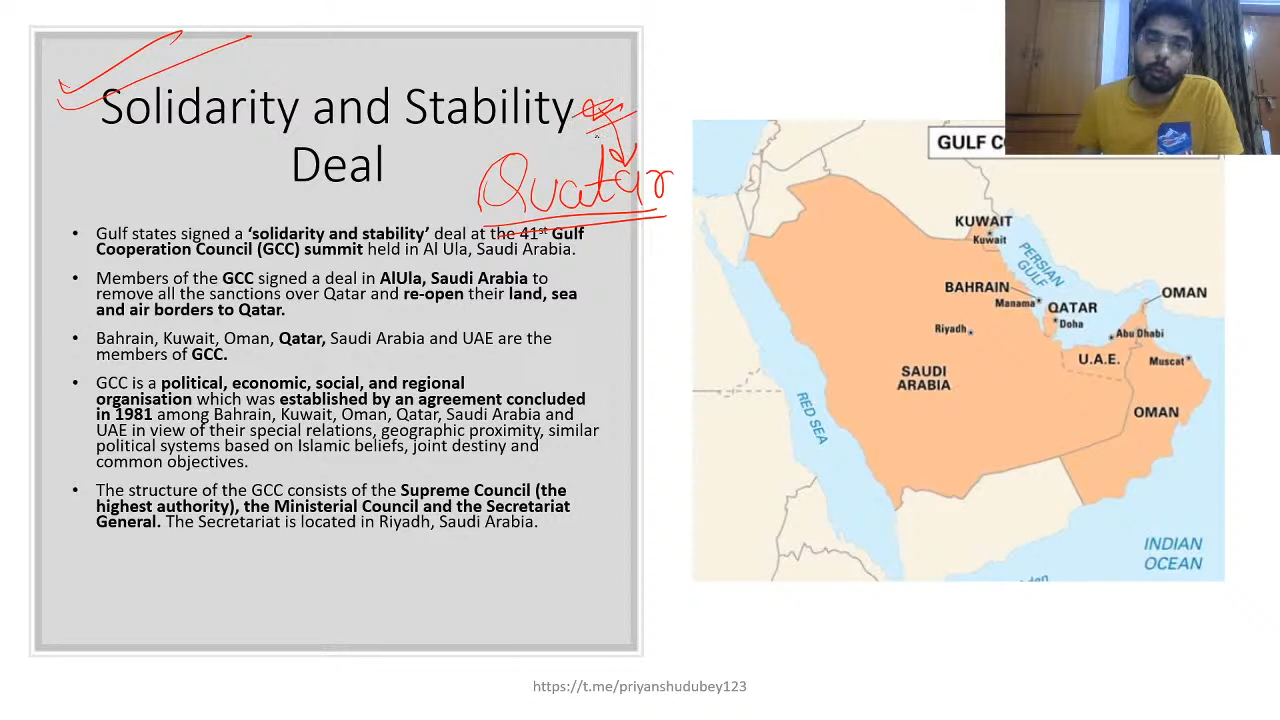 Solidarity and Stability
Deal
Quatar
• Gulf states signed a ‘solidarity and stability’ deal at the 41st Gulf
Cooperation Council (GCC) summit held in Al Ula, Saudi Arabia.
• Members of the GCC signed a deal in AlUla, Saudi Arabia to
remove all the sanctions over Qatar and re-open their land, sea
and air borders to Qatar.
• Bahrain, Kuwait, Oman, Qatar, Saudi Arabia and UAE are the
members of GCC.
• GCC is a political, economic, social, and regional
organisation which was established by an agreement concluded
in 1981 among Bahrain, Kuwait, Oman, Qatar, Saudi Arabia and
UAE in view of their special relations, geographic proximity, similar
political systems based on Islamic beliefs, joint destiny and
common objectives.
• The structure of the GCC consists of the Supreme Council (the
highest authority), the Ministerial Council and the Secretariat
General. The Secretariat is located in Riyadh, Saudi Arabia.
GULF CO
KUWAIT
Kuwait
PERSIAN
GULF
BAHRAIN
Manama
QATAR
Doha
OMAN
Abu Dhabi
Riyadh
U.A.E.
Muscat
SAUDI
ARABIA
OMAN
RED SEA
INDIAN
OCEAN
https://t.me/priyanshudubey123